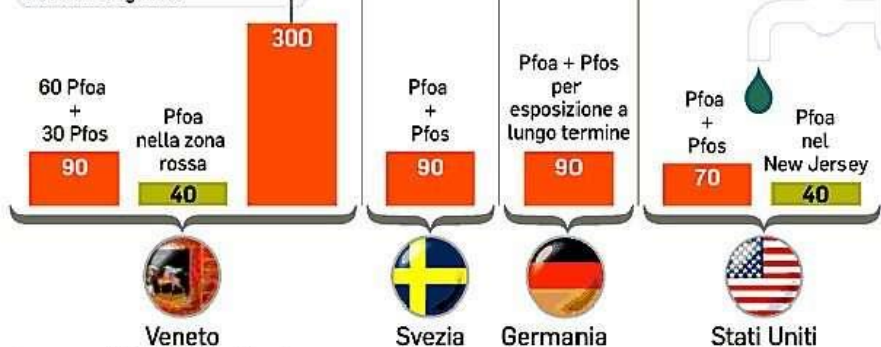 300
60 Pfoa
+
30 Pfos
90
Pfoa
nella zona
rossa
40
Pfoa
+
Pfos
90
Pfoa + Pfos
per
esposizione a
lungo termine
90
Pfoa
+
Pfos
70
Pfoa
nel
New Jersey
40
Veneto
Svezia
Germania
Stati Uniti